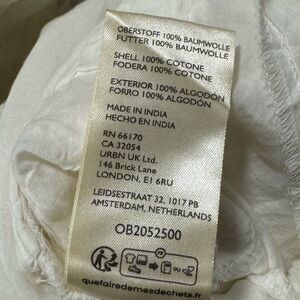 OBERSTOFF 100% BAUMWOLLE
FUTTER 100% BAUMWOLLE
SHELL 100% COTONE
FODERA 100% COTONE
EXTERIOR 100% ALGODÓN
FORRO 100% ALGODÓN
MADE IN INDIA
HECHO EN INDIA
RN 66170
CA 32054
URBN UK Ltd.
146 Brick Lane
LONDON, E1 6RU
LEIDSESTRAAT 32, 1017 PB
AMSTERDAM, NETHERLANDS
OB2052500
FR
quefairedemesdechets.fr